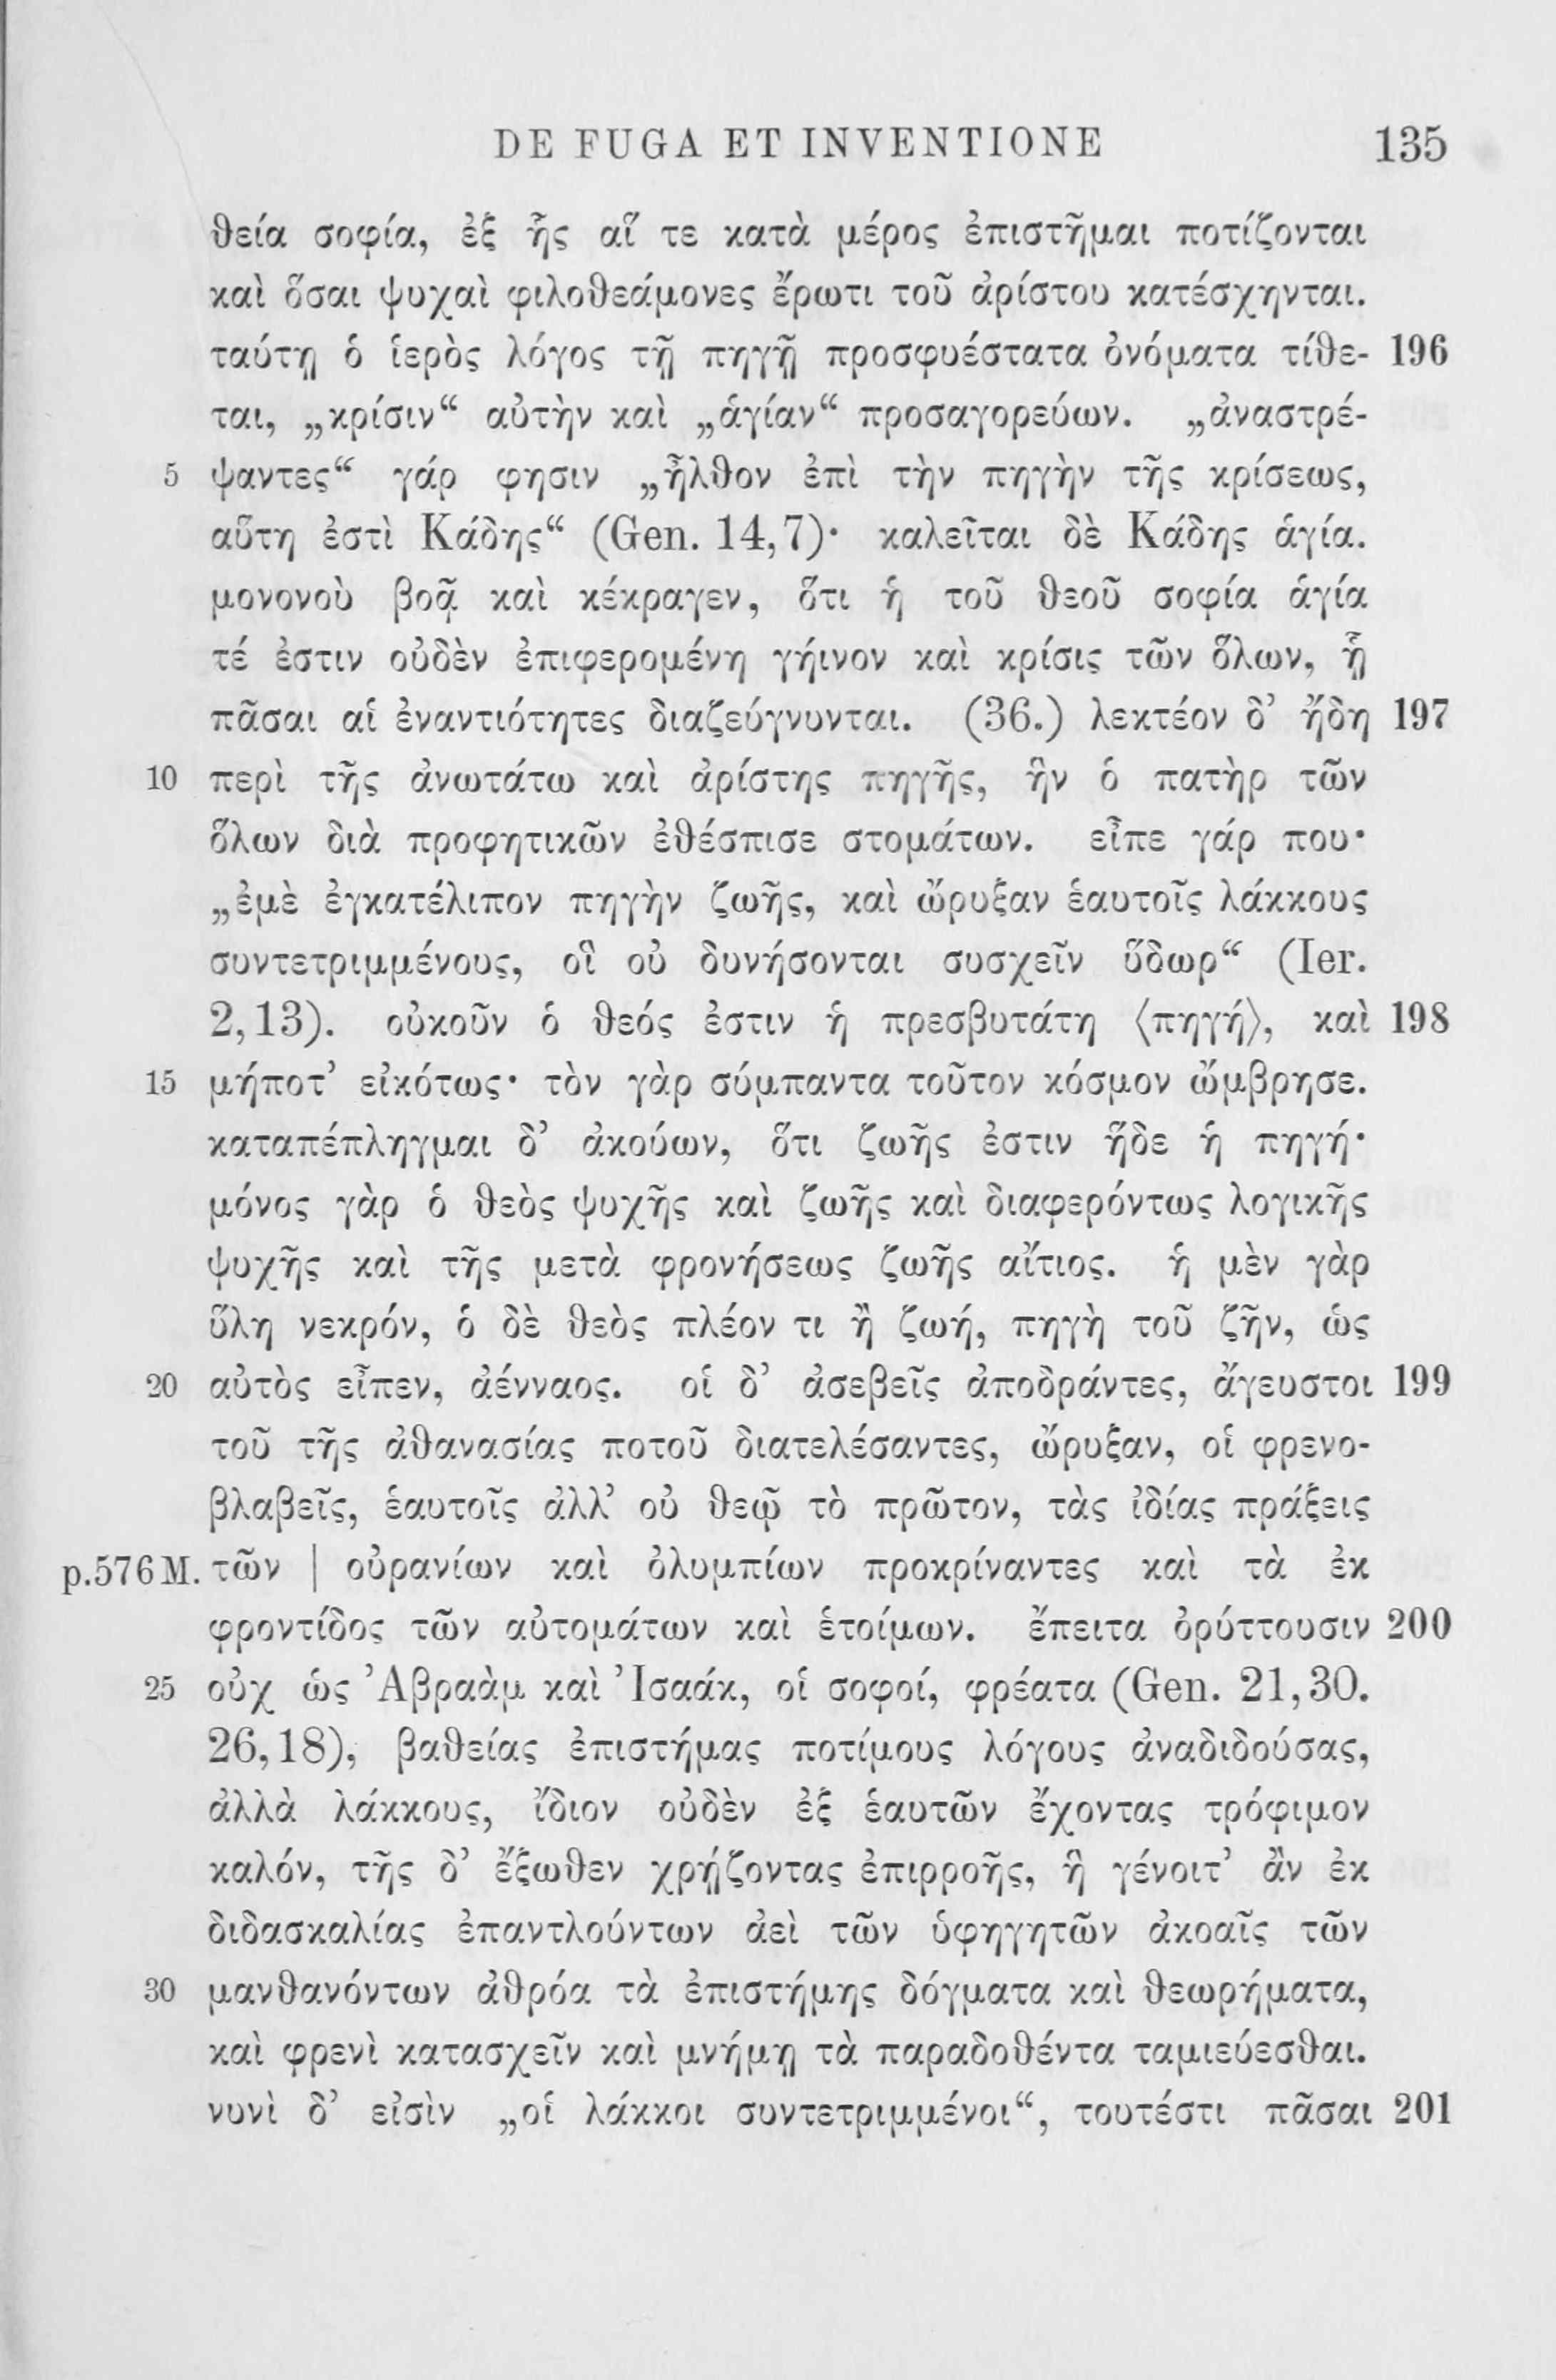 DE FUGA ET INVENTIONE 135
θεία σοφία, ἐξ ἧς αἵ τε κατὰ μέρος ἐπιστῆμαι ποτίζονται
καὶ ὅσαι ψυχαὶ φιλοθεάμονες ἔρωτι τοῦ ἀρίστου κατέσχηνται.
ταύτῃ ὁ ἱερὸς λόγος τῇ πηγῇ προσφυέστατα ὀνόματα τίθε- 196
ται, „κρίσιν“ αὐτὴν καὶ „ἁγίαν“ προσαγορεύων. „ἀναστρέ-
5 ψαντες“ γάρ φησιν „ἦλθον ἐπὶ τὴν πηγὴν τῆς κρίσεως,
αὕτη ἐστὶ Κάδης“ (Gen. 14,7)· καλεῖται δὲ Κάδης ἁγία.
μονονοὺ βοᾷ καὶ κέκραγεν, ὅτι ἡ τοῦ θεοῦ σοφία ἁγία
τέ ἐστιν οὐδὲν ἐπιφερομένη γήινον καὶ κρίσις τῶν ὅλων, ᾗ
πᾶσαι αἱ ἐναντιότητες διαζεύγνυνται. (36.) λεκτέον δ’ ἤδη 197
10 περὶ τῆς ἀνωτάτω καὶ ἀρίστης πηγῆς, ἣν ὁ πατὴρ τῶν
ὅλων διὰ προφητικῶν ἐθέσπισε στομάτων. εἶπε γάρ που·
„ἐμὲ ἐγκατέλιπον πηγὴν ζωῆς, καὶ ὤρυξαν ἑαυτοῖς λάκκους
συντετριμμένους, οἳ οὐ δυνήσονται συσχεῖν ὕδωρ“ (Ier.
2,13). οὐκοῦν ὁ θεός ἐστιν ἡ πρεσβυτάτη ⟨πηγή⟩, καὶ 198
15 μήποτ’ εἰκότως· τὸν γὰρ σύμπαντα τοῦτον κόσμον ὤμβρησε.
καταπέπληγμαι δ’ ἀκούων, ὅτι ζωῆς ἐστιν ἥδε ἡ πηγή·
μόνος γὰρ ὁ θεὸς ψυχῆς καὶ ζωῆς καὶ διαφερόντως λογικῆς
ψυχῆς καὶ τῆς μετὰ φρονήσεως ζωῆς αἴτιος. ἡ μὲν γὰρ
ὕλη νεκρόν, ὁ δὲ θεὸς πλέον τι ἢ ζωή, πηγὴ τοῦ ζῆν, ὡς
20 αὐτὸς εἶπεν, ἀένναος. οἱ δ’ ἀσεβεῖς ἀποδράντες, ἄγευστοι 199
τοῦ τῆς ἀθανασίας ποτοῦ διατελέσαντες, ὤρυξαν, οἱ φρενο-
βλαβεῖς, ἑαυτοῖς ἀλλ’ οὐ θεῷ τὸ πρῶτον, τὰς ἰδίας πράξεις
p.576 M. τῶν | οὐρανίων καὶ ὀλυμπίων προκρίναντες καὶ τὰ ἐκ
φροντίδος τῶν αὐτομάτων καὶ ἑτοίμων. ἔπειτα ὀρύττουσιν 200
25 οὐχ ὡς Ἀβραὰμ καὶ Ἰσαάκ, οἱ σοφοί, φρέατα (Gen. 21,30.
26,18), βαθείας ἐπιστήμας ποτίμους λόγους ἀναδιδούσας,
ἀλλὰ λάκκους, ἴδιον οὐδὲν ἐξ ἑαυτῶν ἔχοντας τρόφιμον
καλόν, τῆς δ’ ἔξωθεν χρῄζοντας ἐπιρροῆς, ἣ γένοιτ’ ἂν ἐκ
διδασκαλίας ἐπαντλούντων ἀεὶ τῶν ὑφηγητῶν ἀκοαῖς τῶν
30 μανθανόντων ἀθρόα τὰ ἐπιστήμης δόγματα καὶ θεωρήματα,
καὶ φρενὶ κατασχεῖν καὶ μνήμῃ τὰ παραδοθέντα ταμιεύεσθαι.
νυνὶ δ’ εἰσὶν „οἱ λάκκοι συντετριμμένοι“, τουτέστι πᾶσαι 201